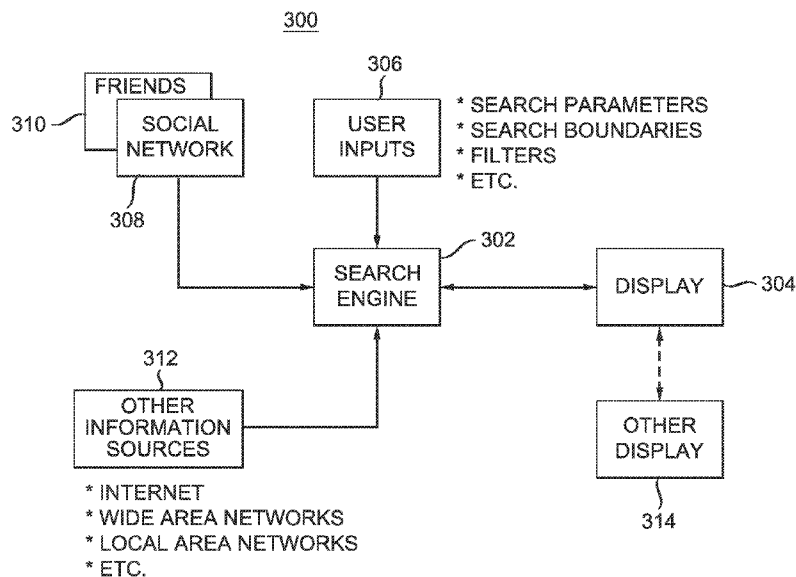 300
FRIENDS
310
SOCIAL
NETWORK
308
306
USER
INPUTS
* SEARCH PARAMETERS
* SEARCH BOUNDARIES
* FILTERS
* ETC.
302
SEARCH
ENGINE
DISPLAY
304
312
OTHER
INFORMATION
SOURCES
* INTERNET
* WIDE AREA NETWORKS
* LOCAL AREA NETWORKS
* ETC.
OTHER
DISPLAY
314